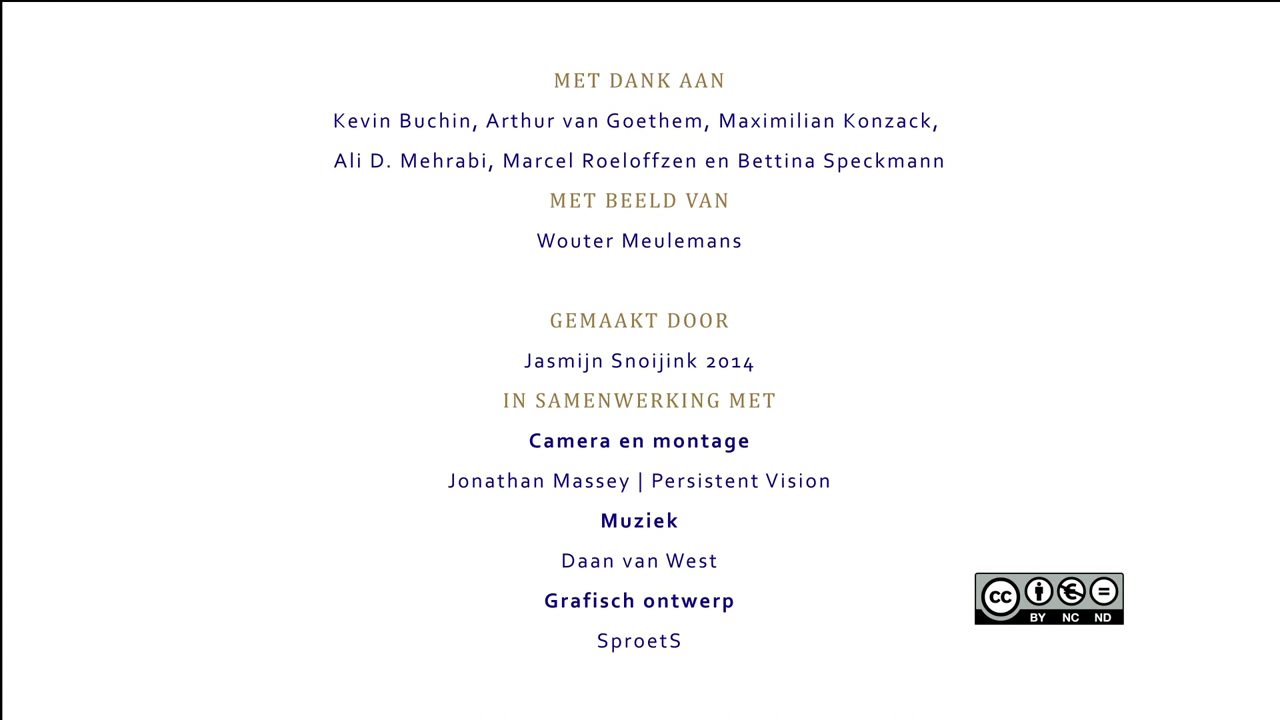 MET DANK AAN
Kevin Buchin, Arthur van Goethem, Maximilian Konzack,
Ali D. Mehrabi, Marcel Roeloffzen en Bettina Speckmann
MET BEELD VAN
Wouter Meulemans
GEMAAKT DOOR
Jasmijn Snoijink 2014
IN SAMENWERKING MET
Camera en montage
Jonathan Massey | Persistent Vision
Muziek
Daan van West
Grafisch ontwerp
SproetS
CC BY NC ND